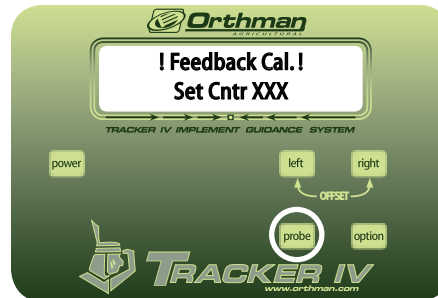 Orthman
AGRICULTURAL
! Feedback Cal. !
Set Cntr XXX
TRACKER IV IMPLEMENT GUIDANCE SYSTEM
power
left
right
OFFSET
probe
option
TRACKER IV
www.orthman.com